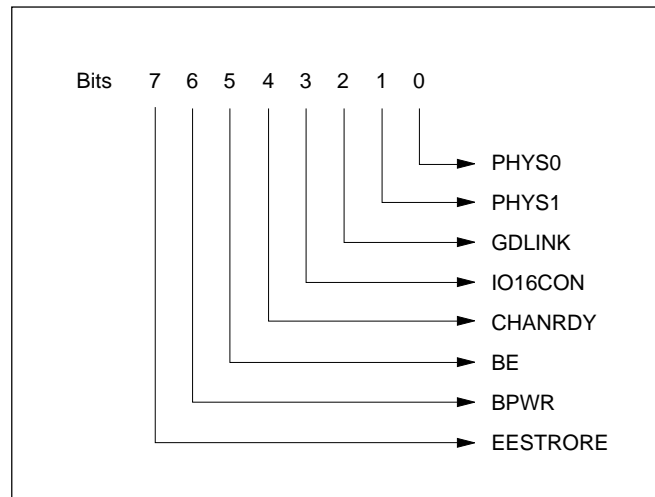 Bits 7 6 5 4 3 2 1 0
PHYS0
PHYS1
GDLINK
IO16CON
CHANRDY
BE
BPWR
EESTRORE